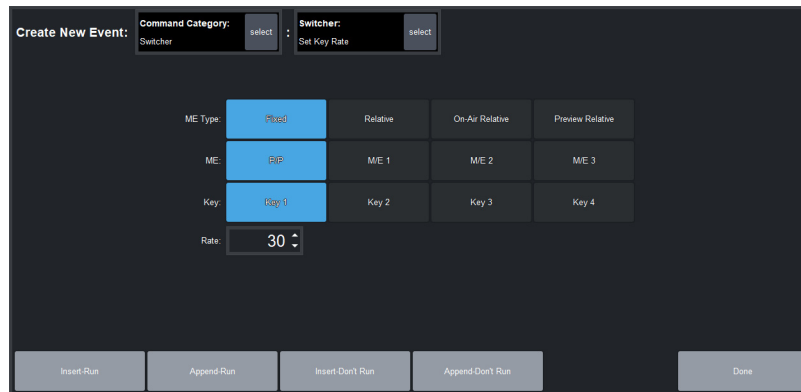 Create New Event:
Command Category:
Switcher
select
:
Switcher:
Set Key Rate
select
ME Type: Fixed Relative On-Air Relative Preview Relative
ME: P/P M/E 1 M/E 2 M/E 3
Key: Key 1 Key 2 Key 3 Key 4
Rate: 30
Insert-Run Append-Run Insert-Don't Run Append-Don't Run Done